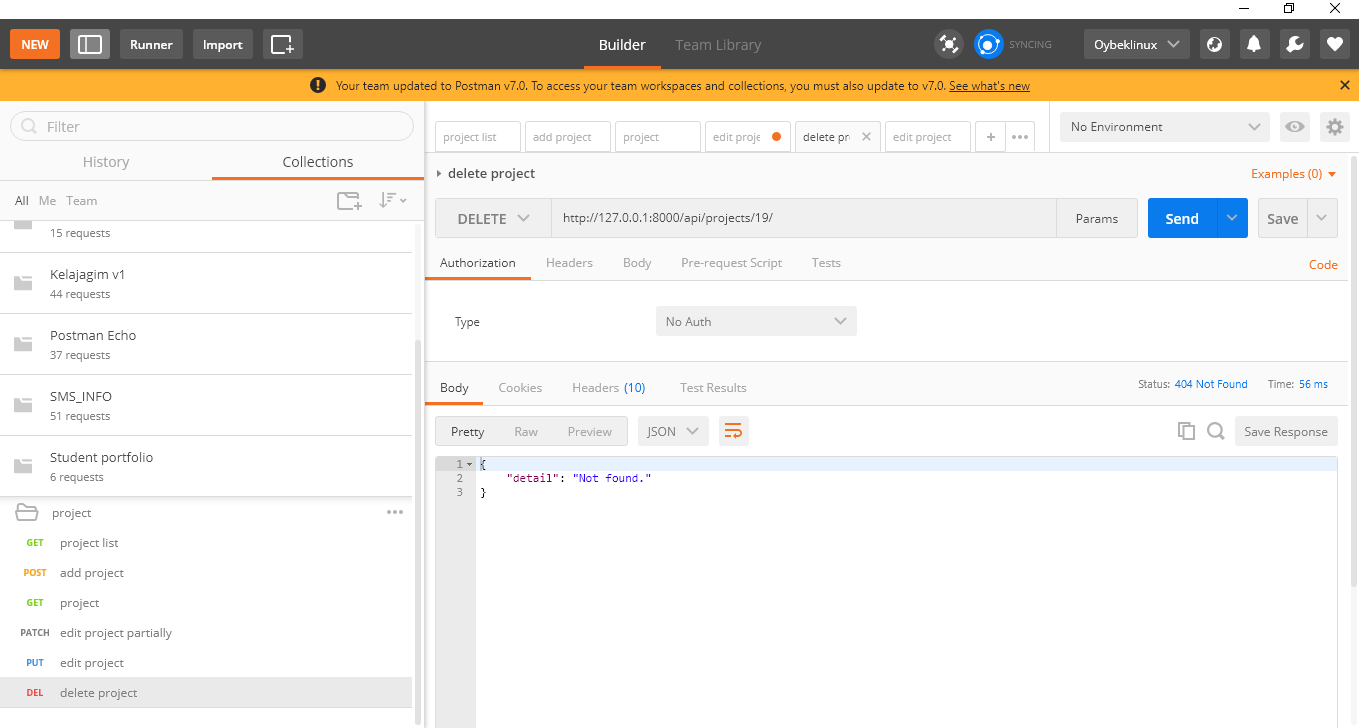 NEW Runner Import Builder Team Library SYNCING Oybeklinux
Your team updated to Postman v7.0. To access your team workspaces and collections, you must also update to v7.0. See what's new
Filter
History Collections
All Me Team
15 requests
Kelajagim v1
44 requests
Postman Echo
37 requests
SMS_INFO
51 requests
Student portfolio
6 requests
project
GET project list
POST add project
GET project
PATCH edit project partially
PUT edit project
DEL delete project
project list add project project edit proje delete pr edit project
No Environment
delete project Examples (0)
DELETE http://127.0.0.1:8000/api/projects/19/ Params Send Save
Authorization Headers Body Pre-request Script Tests Code
Type No Auth
Body Cookies Headers (10) Test Results Status: 404 Not Found Time: 56 ms
Pretty Raw Preview JSON Save Response
1 {
2 "detail": "Not found."
3 }